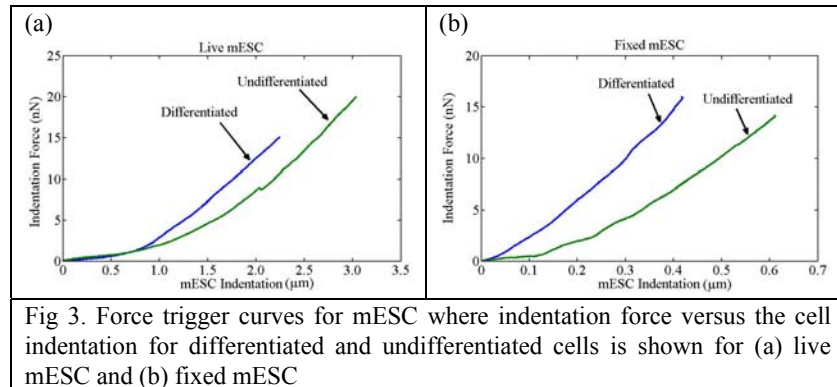 (a)
Live mESC
25
20
15
10
5
0
Indentation Force (nN)
Undifferentiated
Differentiated
0 0.5 1.0 1.5 2.0 2.5 3.0 3.5
mESC Indentation (μm)
(b)
Fixed mESC
20
15
10
5
0
Indentation Force (nN)
Differentiated
Undifferentiated
0 0.1 0.2 0.3 0.4 0.5 0.6 0.7
mESC Indentation (μm)
Fig 3. Force trigger curves for mESC where indentation force versus the cell
indentation for differentiated and undifferentiated cells is shown for (a) live
mESC and (b) fixed mESC